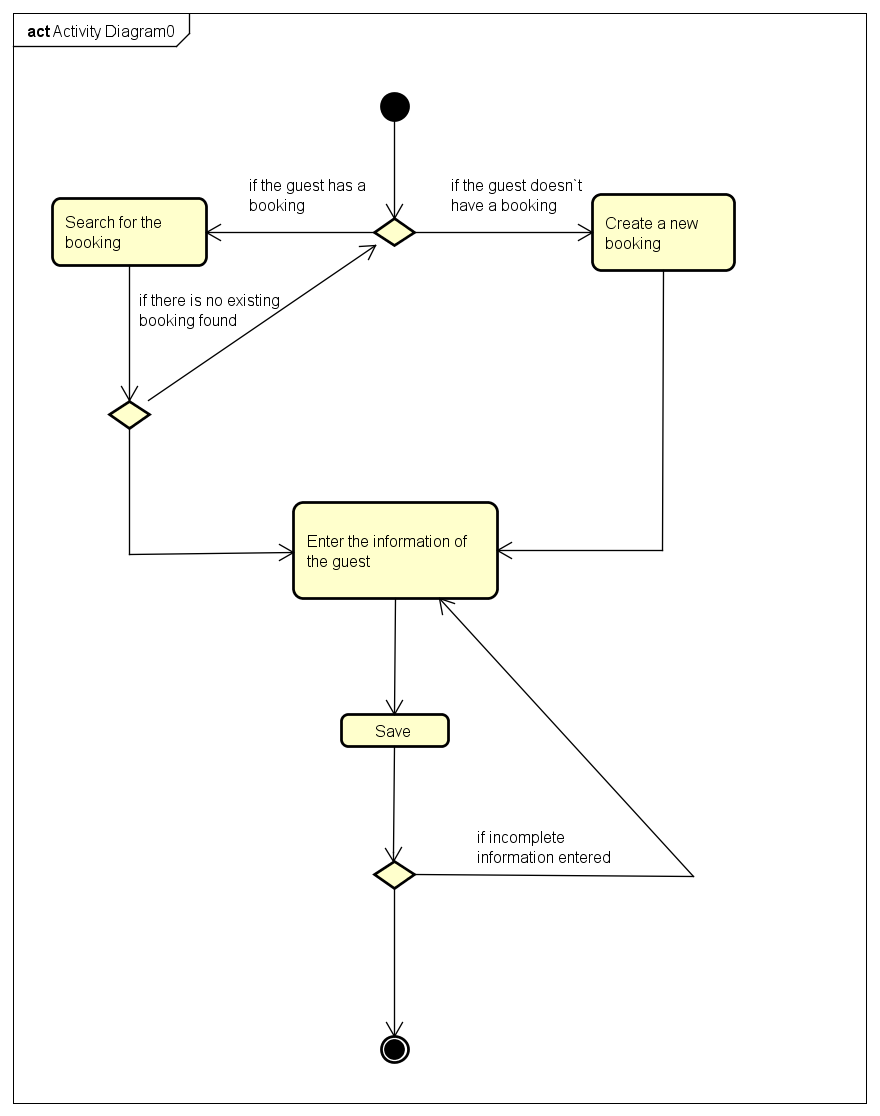 act Activity Diagram0
if the guest has a
booking
if the guest doesn`t
have a booking
Search for the
booking
Create a new
booking
if there is no existing
booking found
Enter the information of
the guest
Save
if incomplete
information entered